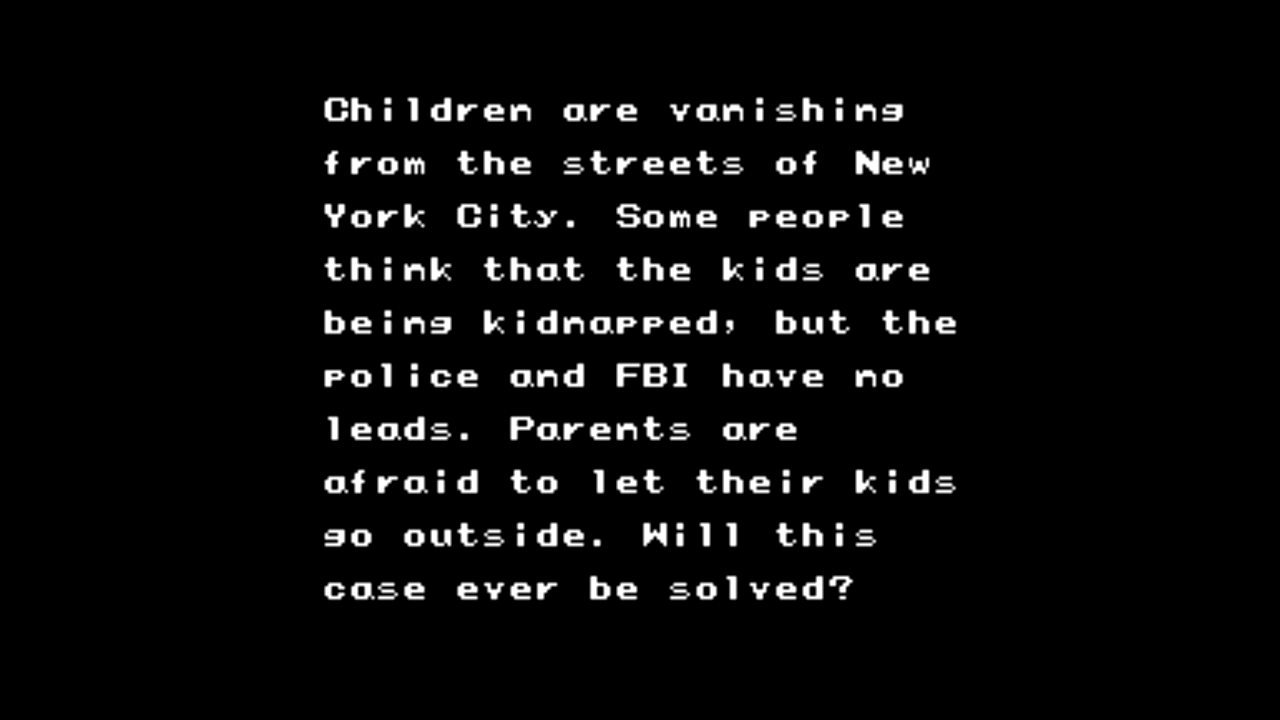 Children are vanishing
from the streets of New
York City. Some people
think that the kids are
being kidnapped, but the
police and FBI have no
leads. Parents are
afraid to let their kids
go outside. Will this
case ever be solved?